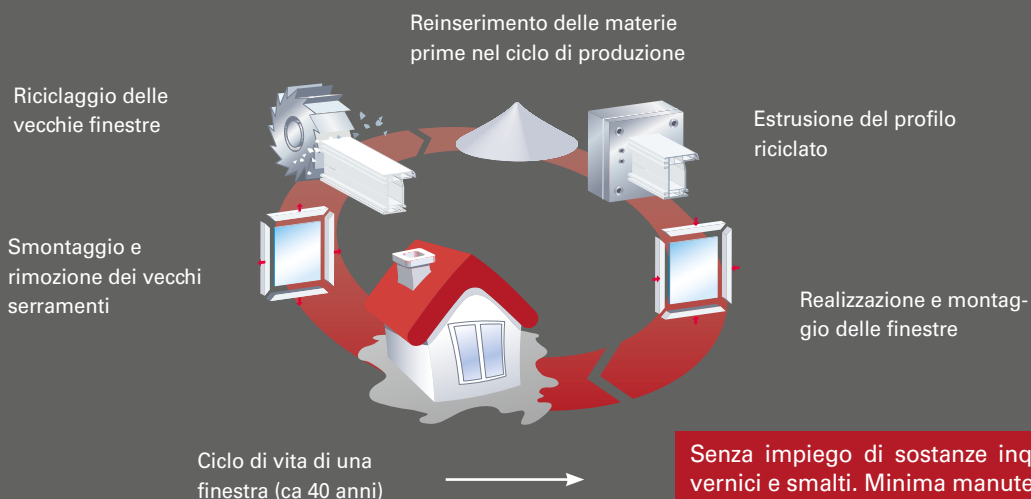 Reinserimento delle materie
prime nel ciclo di produzione
Riciclaggio delle
vecchie finestre
Estrusione del profilo
riciclato
Smontaggio e
rimozione dei vecchi
serramenti
Realizzazione e montag-
gio delle finestre
Ciclo di vita di una
finestra (ca 40 anni)
Senza impiego di sostanze inq
vernici e smalti. Minima manute